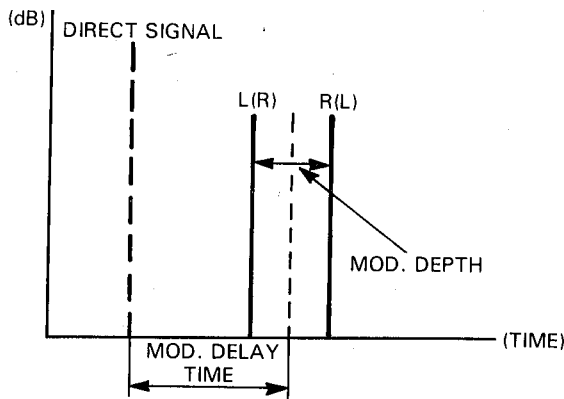 (dB)
DIRECT SIGNAL
L(R) R(L)
MOD. DEPTH
(TIME)
MOD. DELAY
TIME